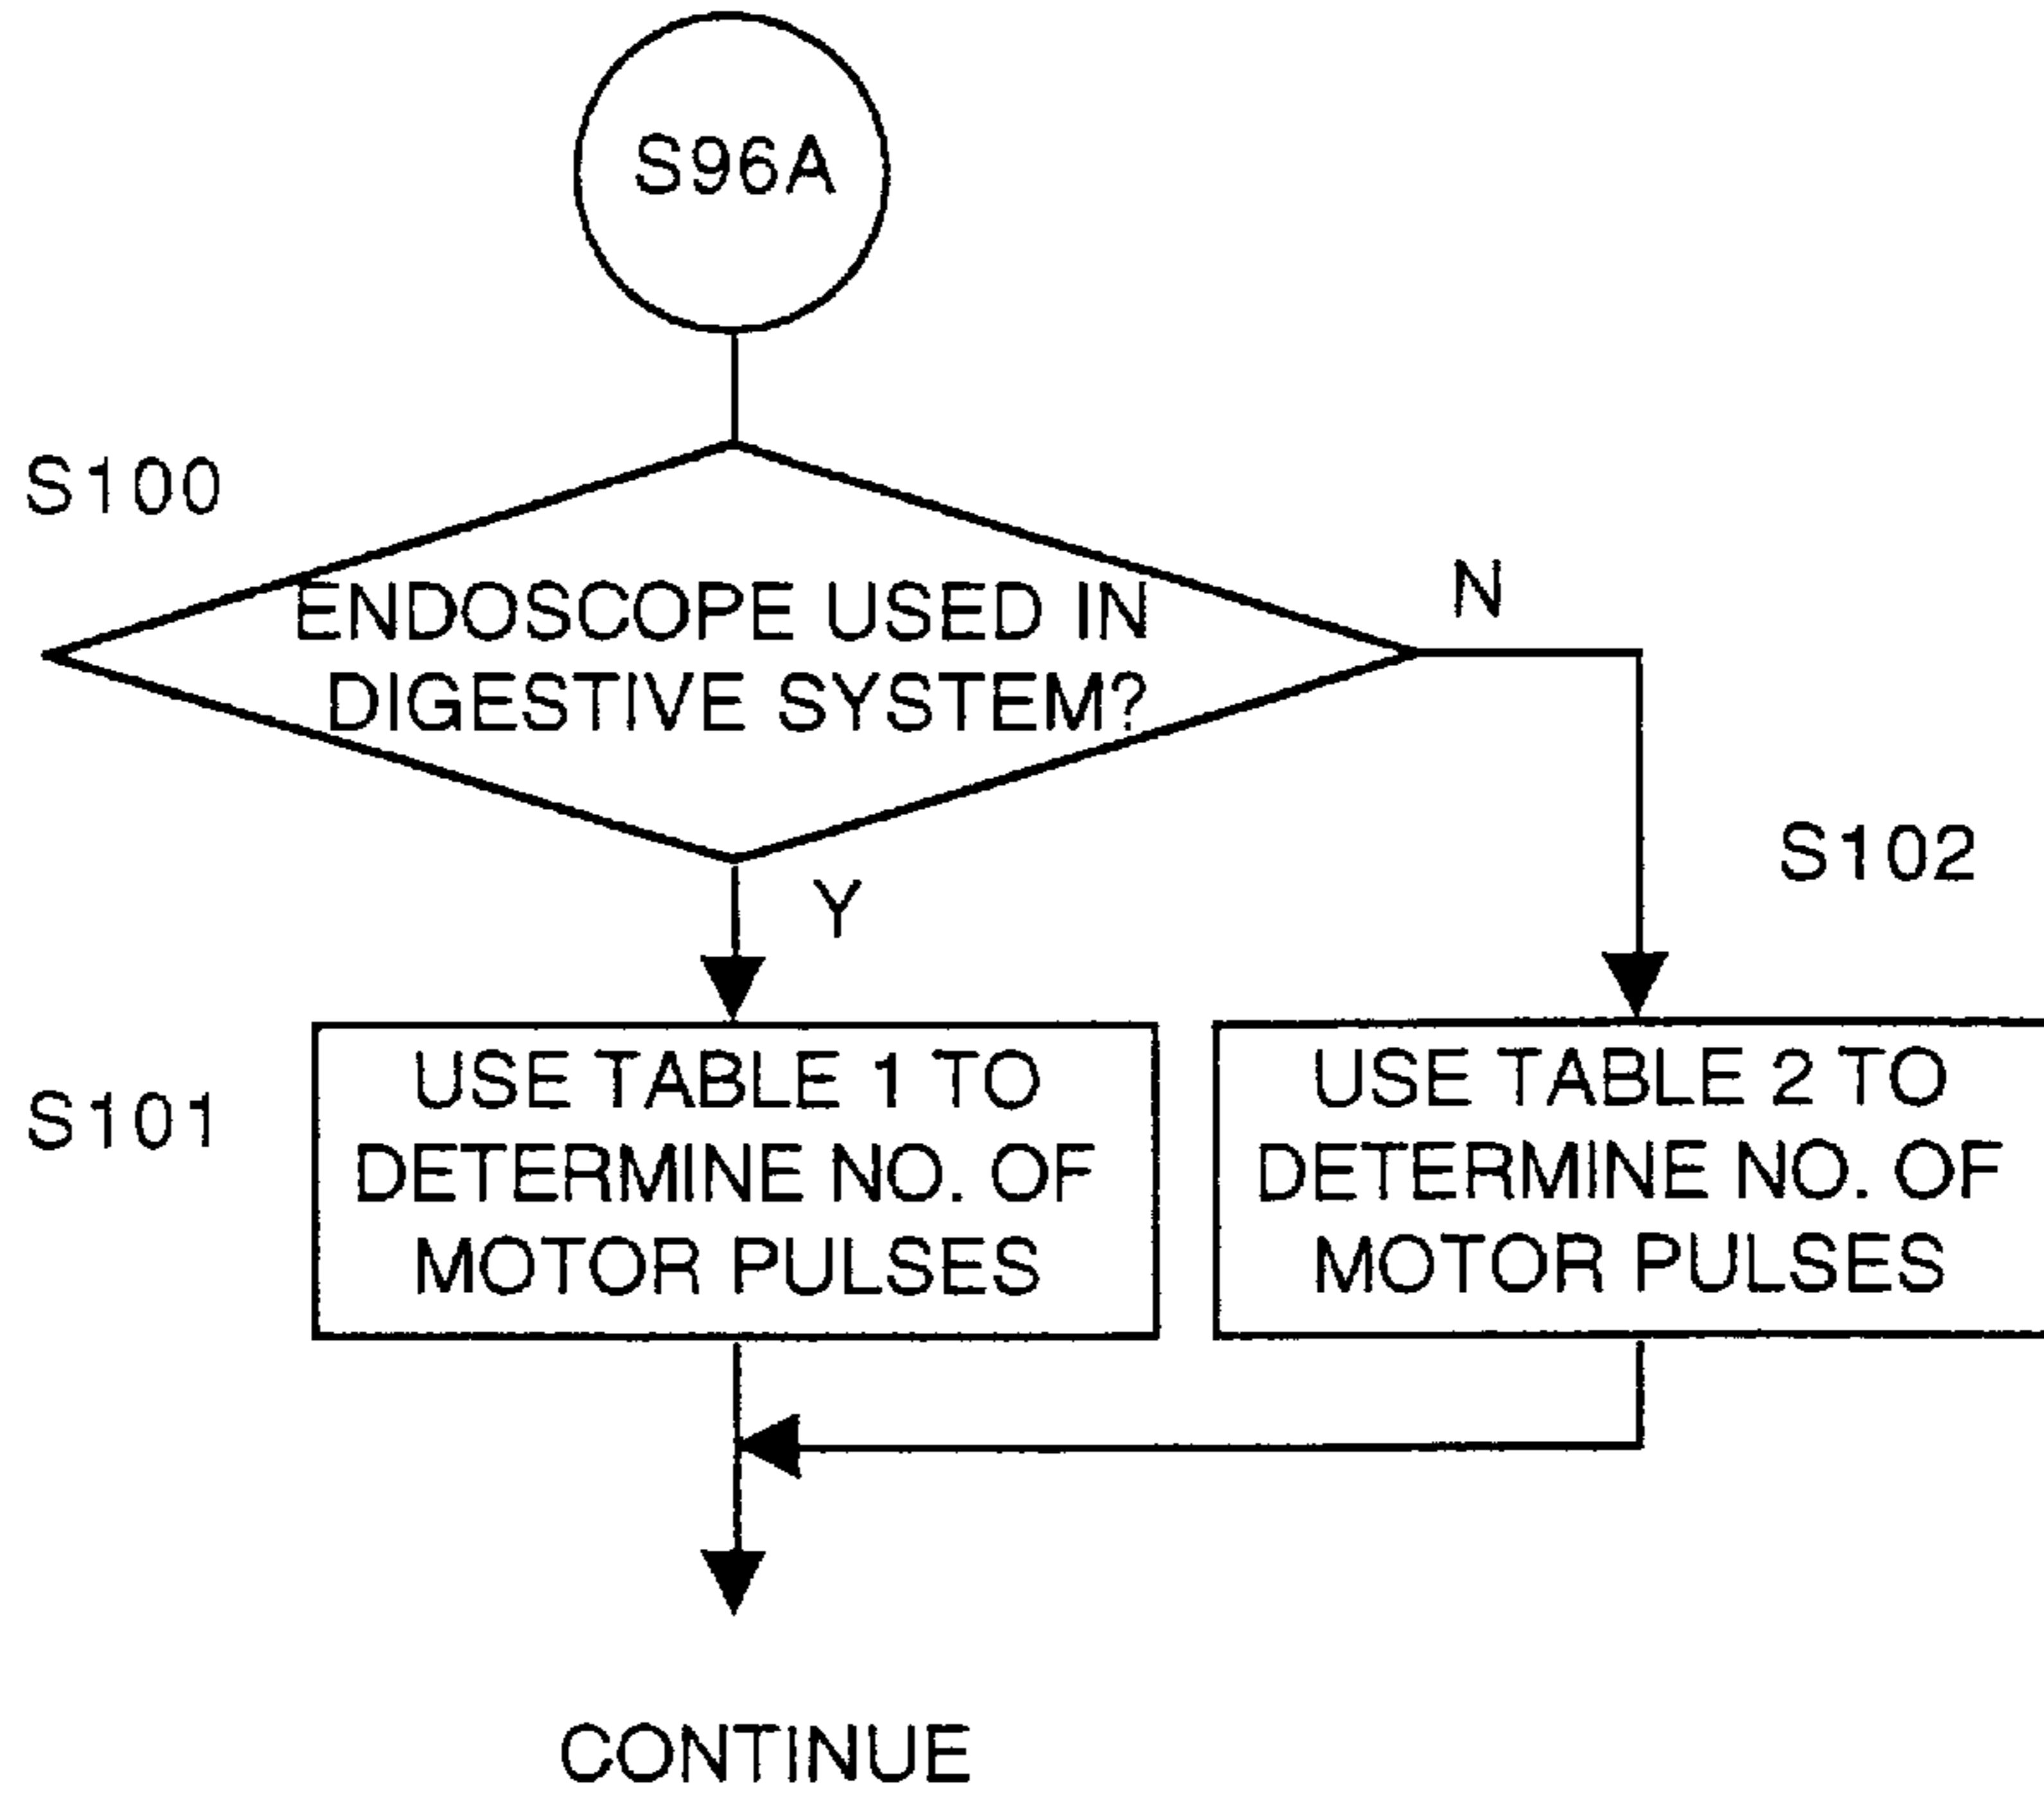 S96A
S100
ENDOSCOPE USED IN
DIGESTIVE SYSTEM?
N
Y
S102
S101
USE TABLE 1 TO
DETERMINE NO. OF
MOTOR PULSES
USE TABLE 2 TO
DETERMINE NO. OF
MOTOR PULSES
CONTINUE